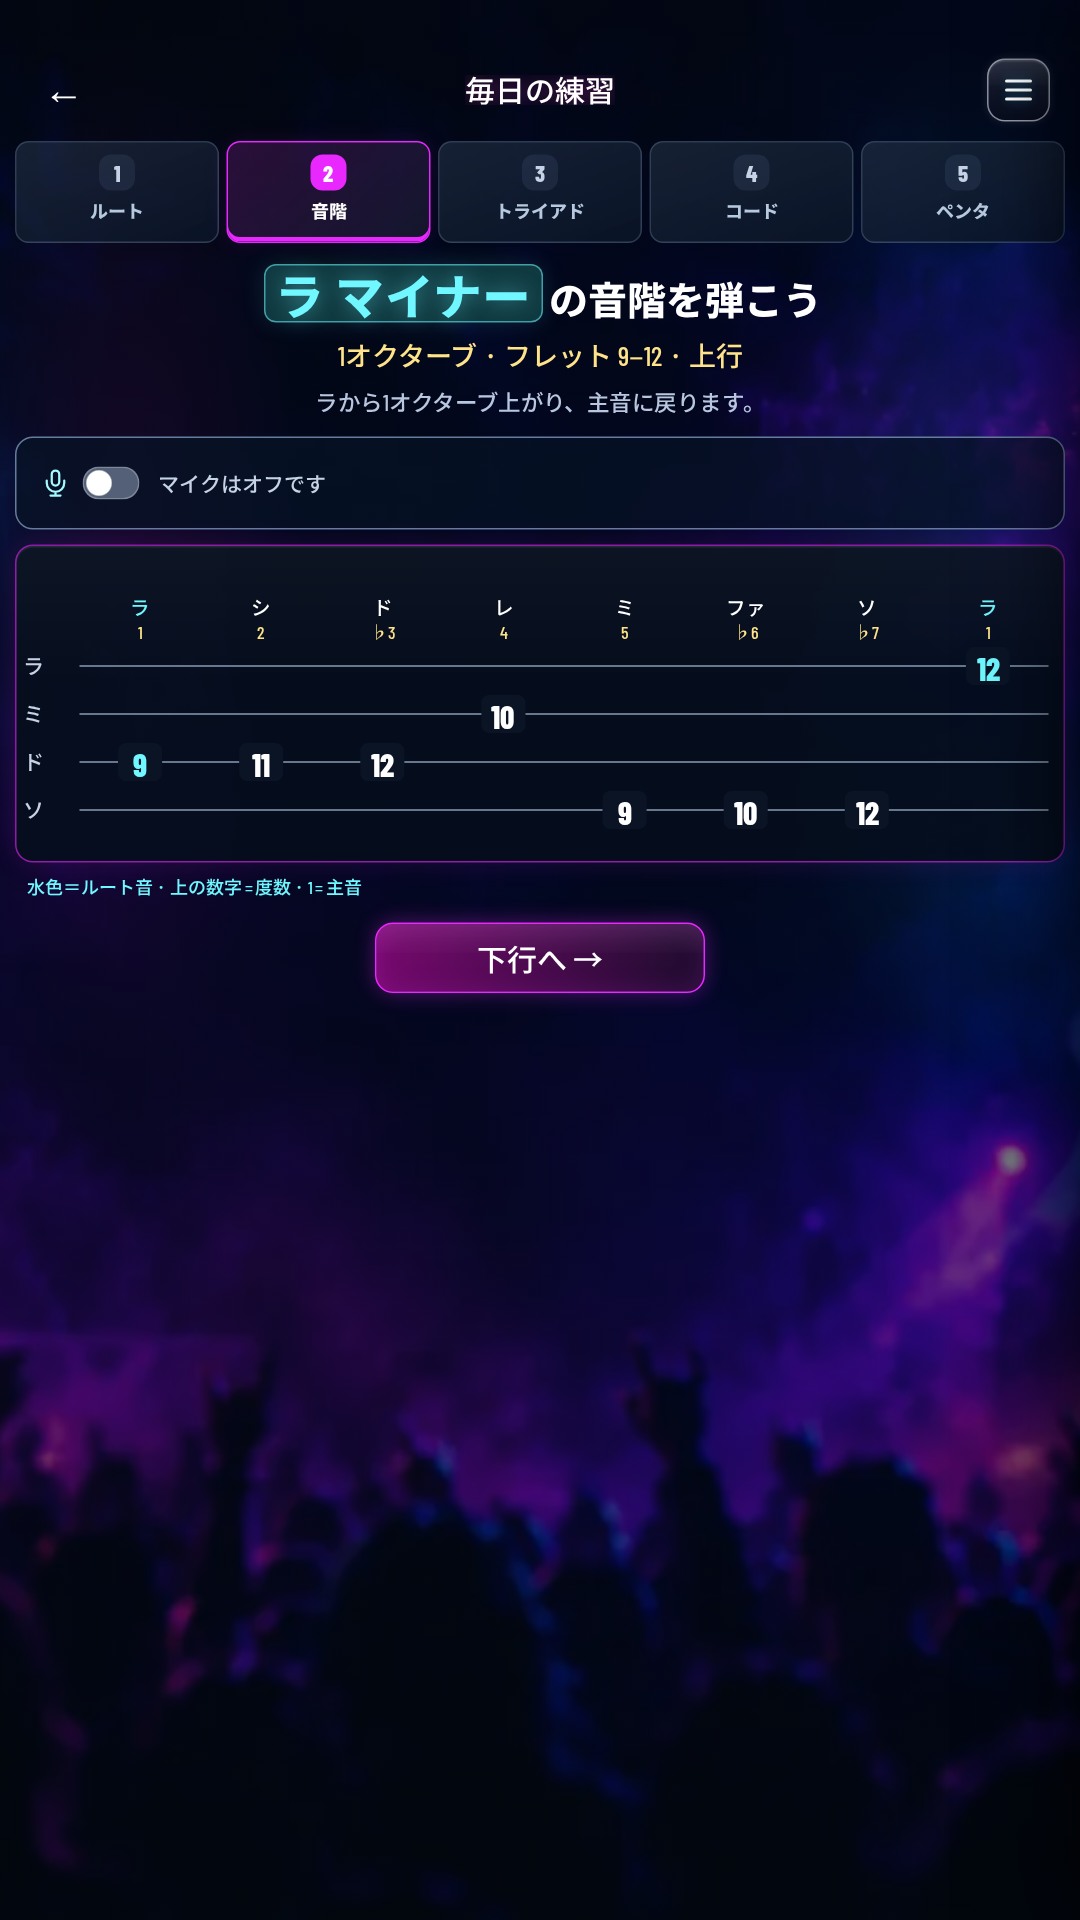 ← 毎日の練習
1 2 3 4 5
ルート 音階 トライアド コード ペンタ
ラ マイナー の音階を弾こう
1オクターブ · フレット 9–12 · 上行
ラから1オクターブ上がり、主音に戻ります。
マイクはオフです
ラ シ ド レ ミ ファ ソ ラ
1 2 ♭3 4 5 ♭6 ♭7 1
ラ 12
ミ 10
ド 9 11 12
ソ 9 10 12
水色=ルート音 · 上の数字=度数 · 1=主音
下行へ →